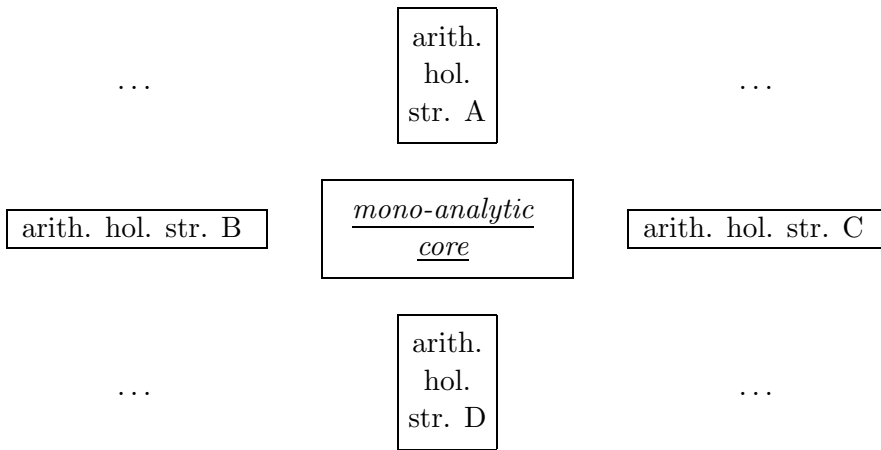 arith.
hol.
str. A
... ...
arith. hol. str. B
mono-analytic
core
arith. hol. str. C
arith.
hol.
str. D
... ...